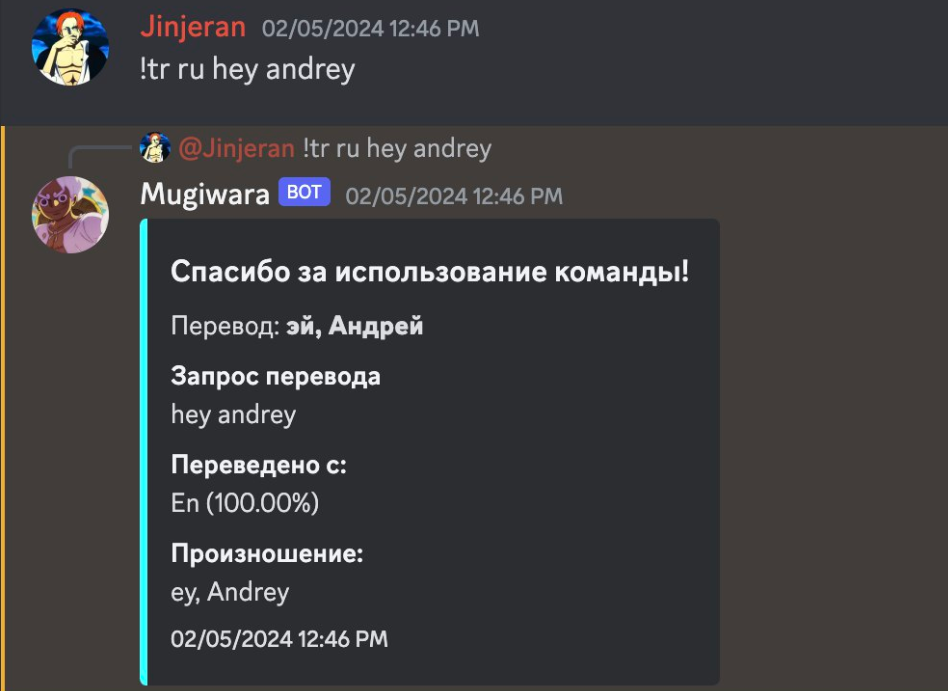 Jinjeran 02/05/2024 12:46 PM
!tr ru hey andrey
@Jinjeran !tr ru hey andrey
Mugiwara BOT 02/05/2024 12:46 PM
Спасибо за использование команды!
Перевод: эй, Андрей
Запрос перевода
hey andrey
Переведено с:
En (100.00%)
Произношение:
ey, Andrey
02/05/2024 12:46 PM